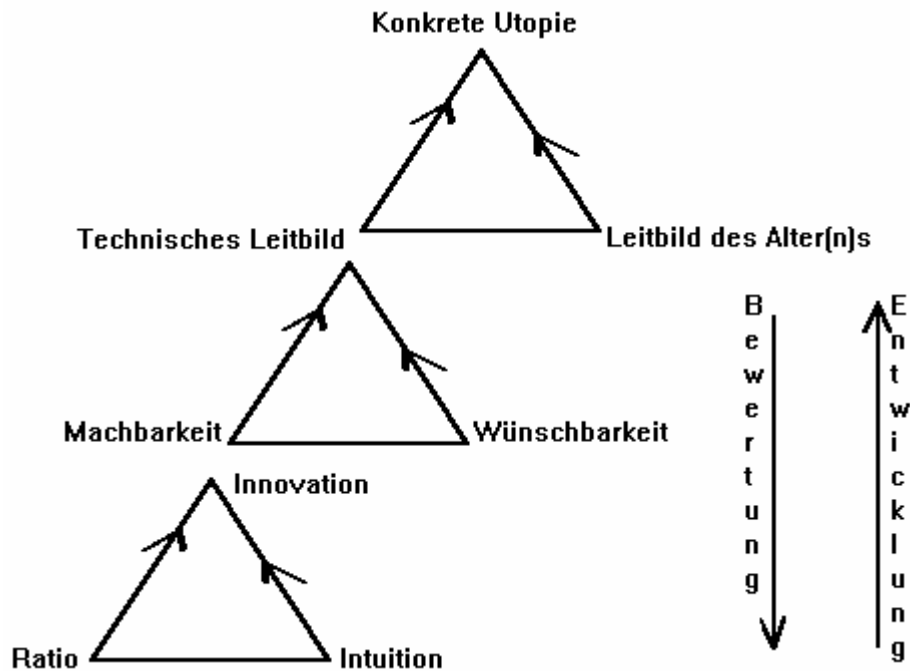 Konkrete Utopie
Technisches Leitbild
Leitbild des Alter(n)s
Machbarkeit
Wünschbarkeit
Innovation
Ratio
Intuition
Bewertung
Entwicklung